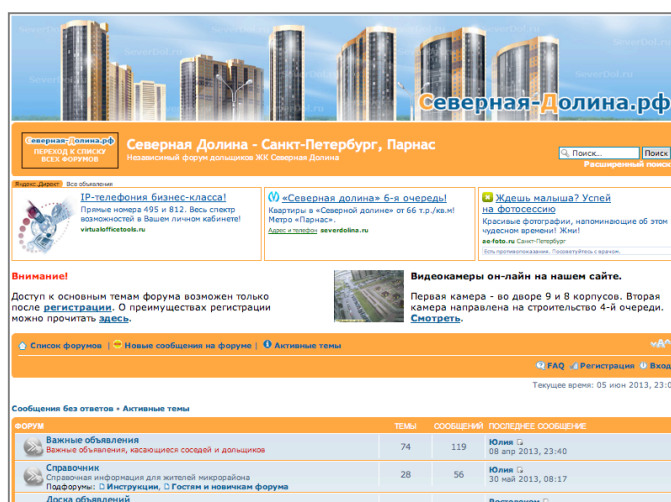 SeverDol.ru
Северная-Долина.рф
Северная-Долина.рф
ПЕРЕХОД К СПИСКУ
ВСЕХ ФОРУМОВ
Северная Долина - Санкт-Петербург, Парнас
Независимый форум дольщиков ЖК Северная Долина
Поиск... Поиск
Расширенный поиск
Яндекс.Директ Все объявления
IP-телефония бизнес-класса!
Прямые номера 495 и 812. Весь спектр
возможностей в Вашем личном кабинете!
virtualofficetools.ru
«Северная долина» 6-я очередь!
Квартиры в «Северной долине» от 66 т.р./кв.м!
Метро «Парнас».
Адрес и телефон severdolina.ru
Ждешь малыша? Успей
на фотосессию
Красивые фотографии, напоминающие об этом
чудесном времени! Жми!
ae-foto.ru Санкт-Петербург
Есть противопоказания. Посоветуйтесь с врачом.
Внимание!
Доступ к основным темам форума возможен только
после регистрации. О преимуществах регистрации
можно прочитать здесь.
Видеокамеры он-лайн на нашем сайте.
Первая камера - во дворе 9 и 8 корпусов. Вторая
камера направлена на строительство 4-й очереди.
Смотреть.
Список форумов | Новые сообщения на форуме | Активные темы
FAQ Регистрация Вход
Текущее время: 05 июн 2013, 23:0
Сообщения без ответов • Активные темы
ФОРУМ ТЕМЫ СООБЩЕНИЙ ПОСЛЕДНЕЕ СООБЩЕНИЕ
Важные объявления
Важные объявления, касающиеся соседей и дольщиков
74 119
Юлия
08 апр 2013, 23:40
Справочник
Справочная информация для жителей микрорайона
Подфорумы: Инструкции, Гостям и новичкам форума
28 56
Юлия
30 май 2013, 08:17
Доска объявлений